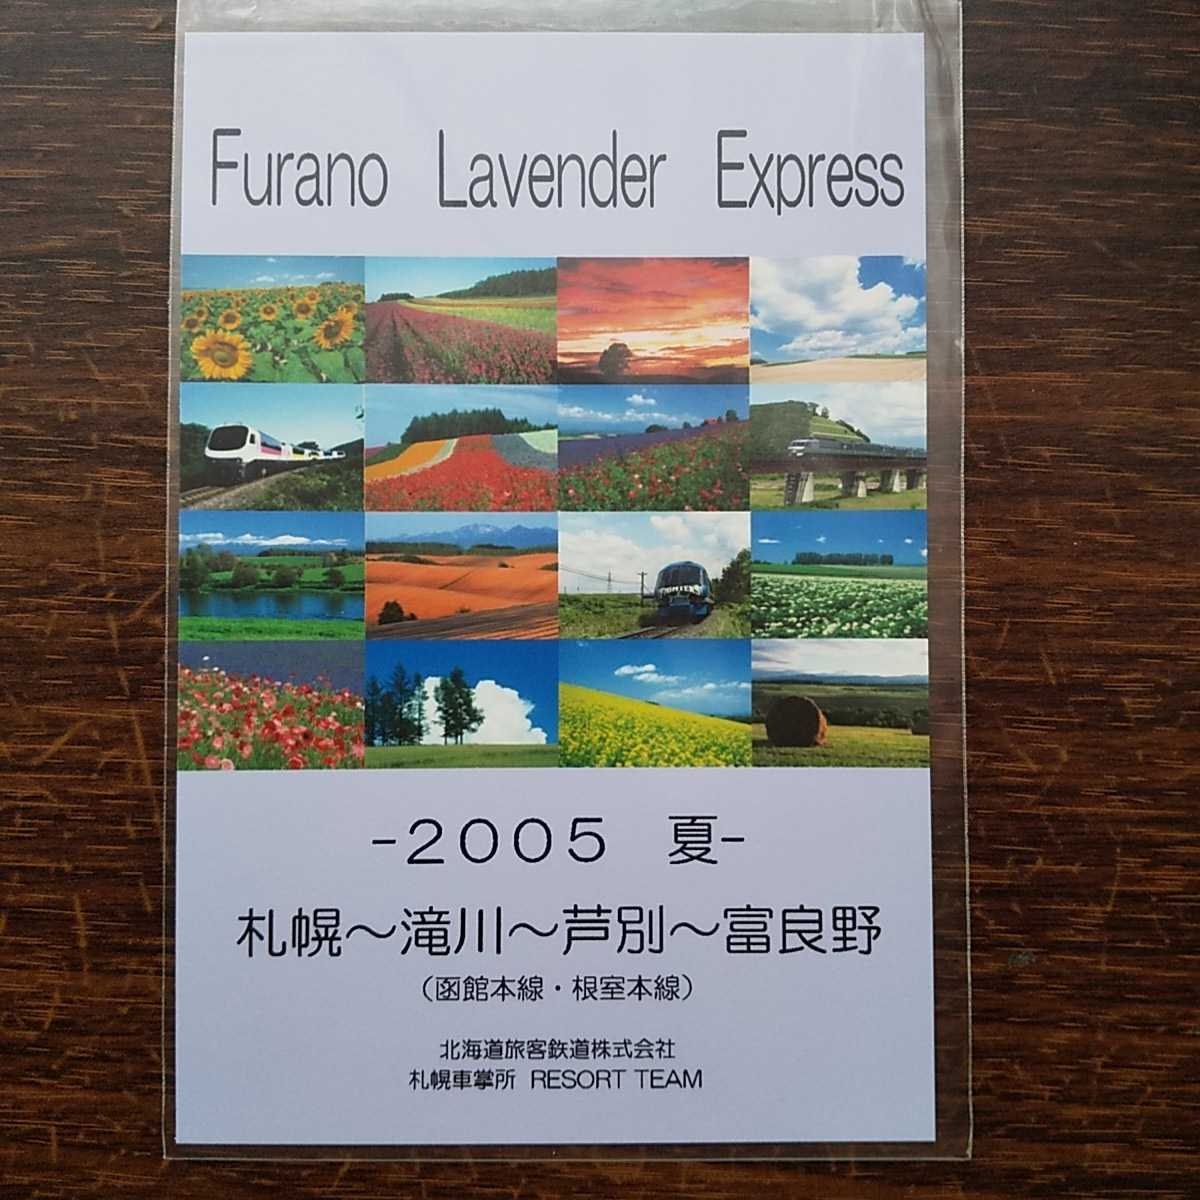 Furano Lavender Express
FIGHTERS
-２００５ 夏-
札幌～滝川～芦別～富良野
（函館本線・根室本線）
北海道旅客鉄道株式会社
札幌車掌所 RESORT TEAM